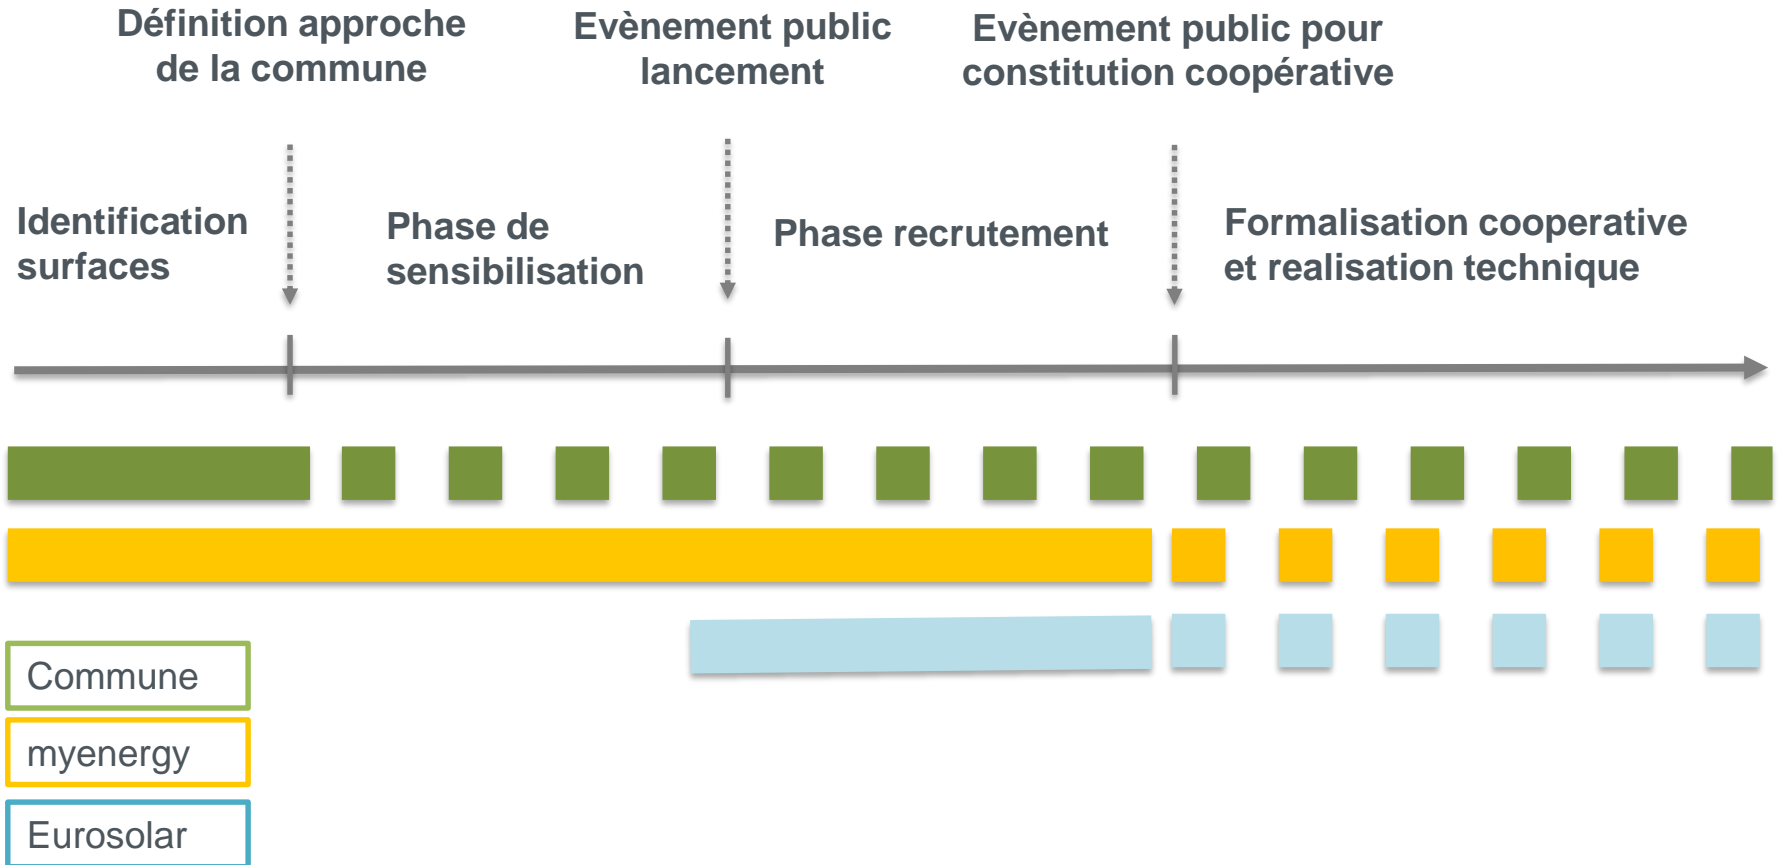 Définition approche
de la commune
Evènement public
lancement
Evènement public pour
constitution coopérative
Identification
surfaces
Phase de
sensibilisation
Phase recrutement
Formalisation cooperative
et realisation technique
Commune
myenergy
Eurosolar